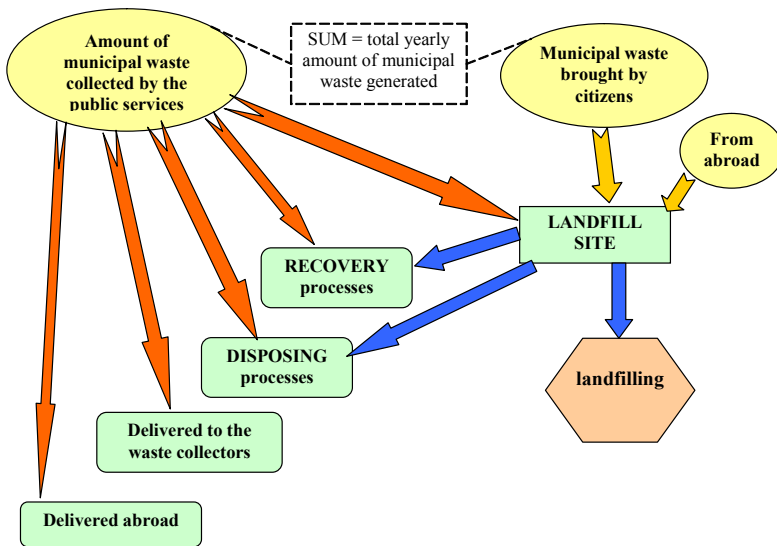 Amount of
municipal waste
collected by the
public services
SUM = total yearly
amount of municipal
waste generated
Municipal waste
brought by
citizens
From
abroad
LANDFILL
SITE
RECOVERY
processes
DISPOSING
processes
landfilling
Delivered to the
waste collectors
Delivered abroad